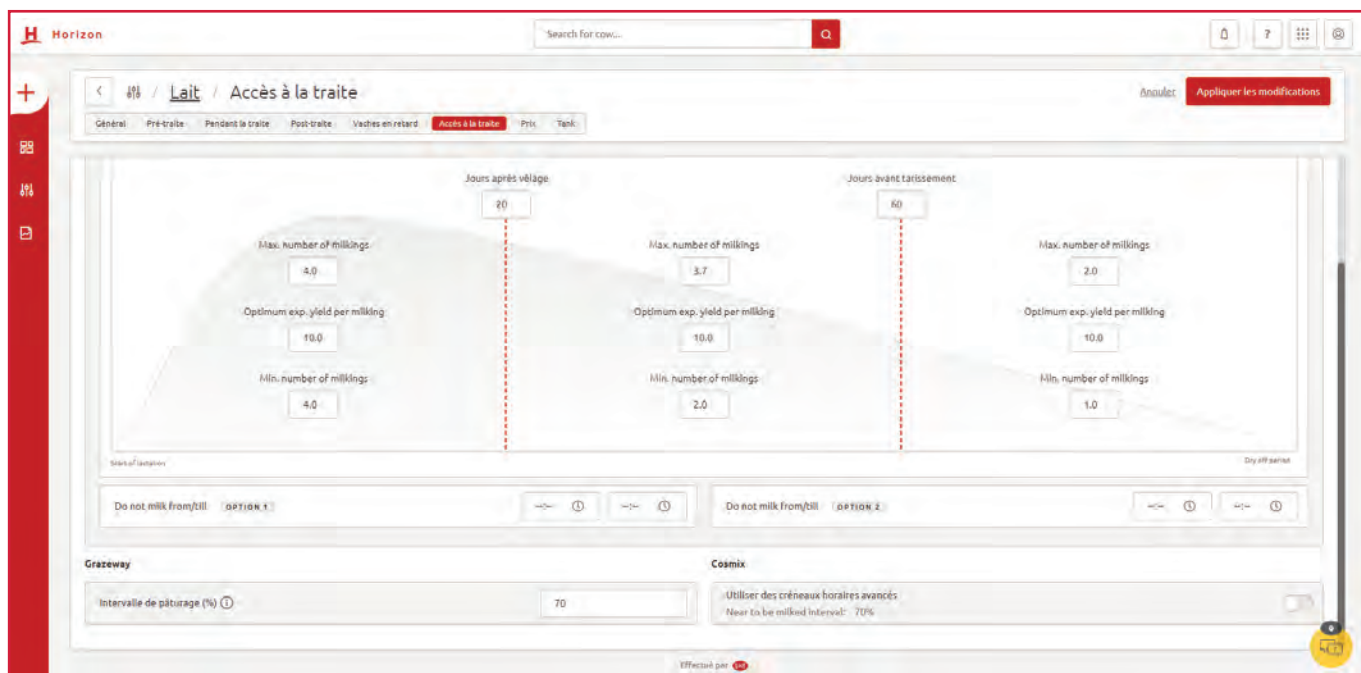 H Horizon Search for cow... ?
/ Lait / Accès à la traite Annuler Appliquer les modifications
Général Pré-traite Pendant la traite Post-traite Vaches en retard Accès à la traite Prix Tank
Jours après vêlage Jours avant tarissement
20 60
Max. number of milkings Max. number of milkings Max. number of milkings
4.0 3.7 2.0
Optimum exp. yield per milking Optimum exp. yield per milking Optimum exp. yield per milking
10.0 10.0 10.0
Min. number of milkings Min. number of milkings Min. number of milkings
4.0 2.0 1.0
Start of lactation Dry off period
Do not milk from/till OPTION 1 --:-- --:-- Do not milk from/till OPTION 2 --:-- --:--
Grazeway Cosmix
Intervalle de pâturage (%) 70 Utiliser des créneaux horaires avancés
Near to be milked interval: 70%
Effectué par